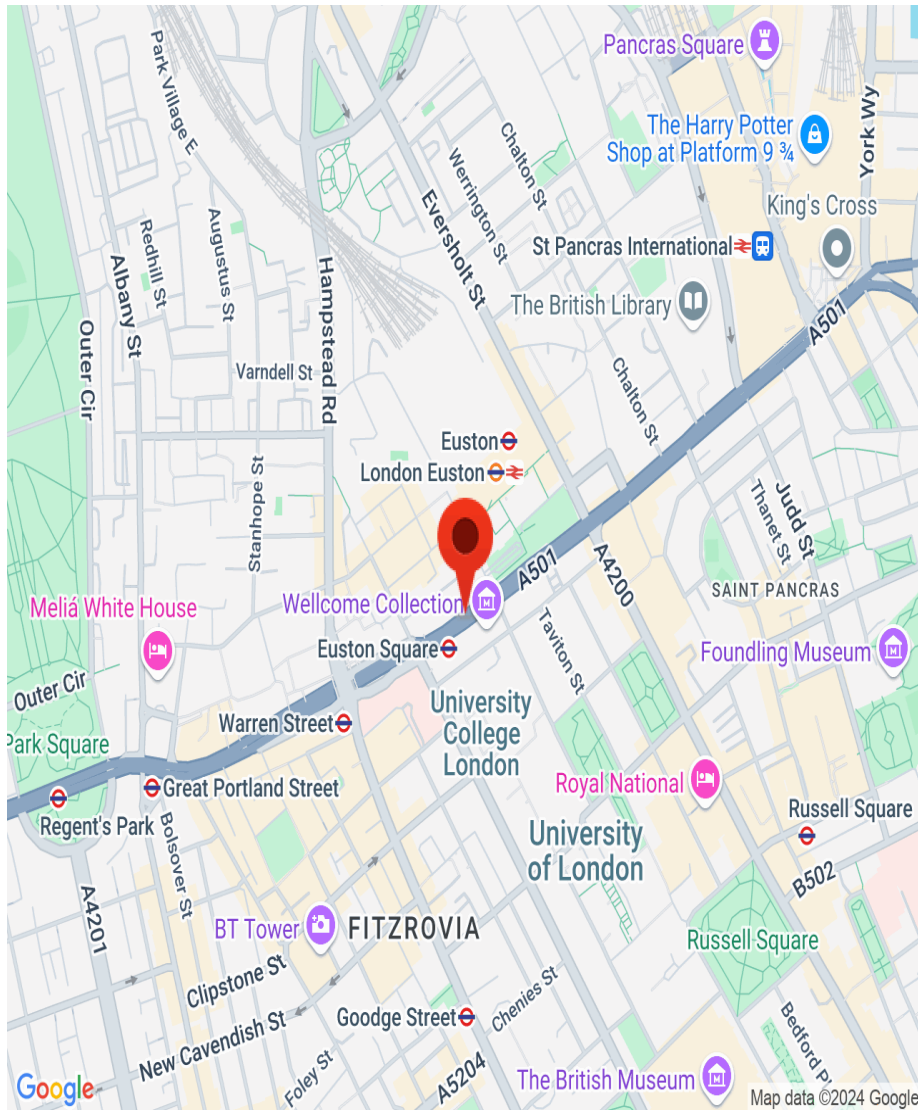 Pancras Square
Park Village E
The Harry Potter
Shop at Platform 9 ¾
York Wy
Chalton St
Werrington St
Eversholt St
King's Cross
St Pancras International
Redhill St
Augustus St
Albany St
Hampstead Rd
The British Library
A501
Outer Cir
Varndell St
Chalton St
Euston
London Euston
Stanhope St
Judd St
Thanet St
A501
A4200
SAINT PANCRAS
Wellcome Collection
Meliá White House
Taviton St
Euston Square
Foundling Museum
Outer Cir
University
College
London
Warren Street
Park Square
Great Portland Street
Royal National
Regent's Park
Bolsover St
Russell Square
University
of London
B502
A4201
BT Tower
FITZROVIA
Russell Square
Clipstone St
Chenies St
Goodge Street
New Cavendish St
Bedford Pl
Foley St
A5204
The British Museum
Google
Map data ©2024 Google